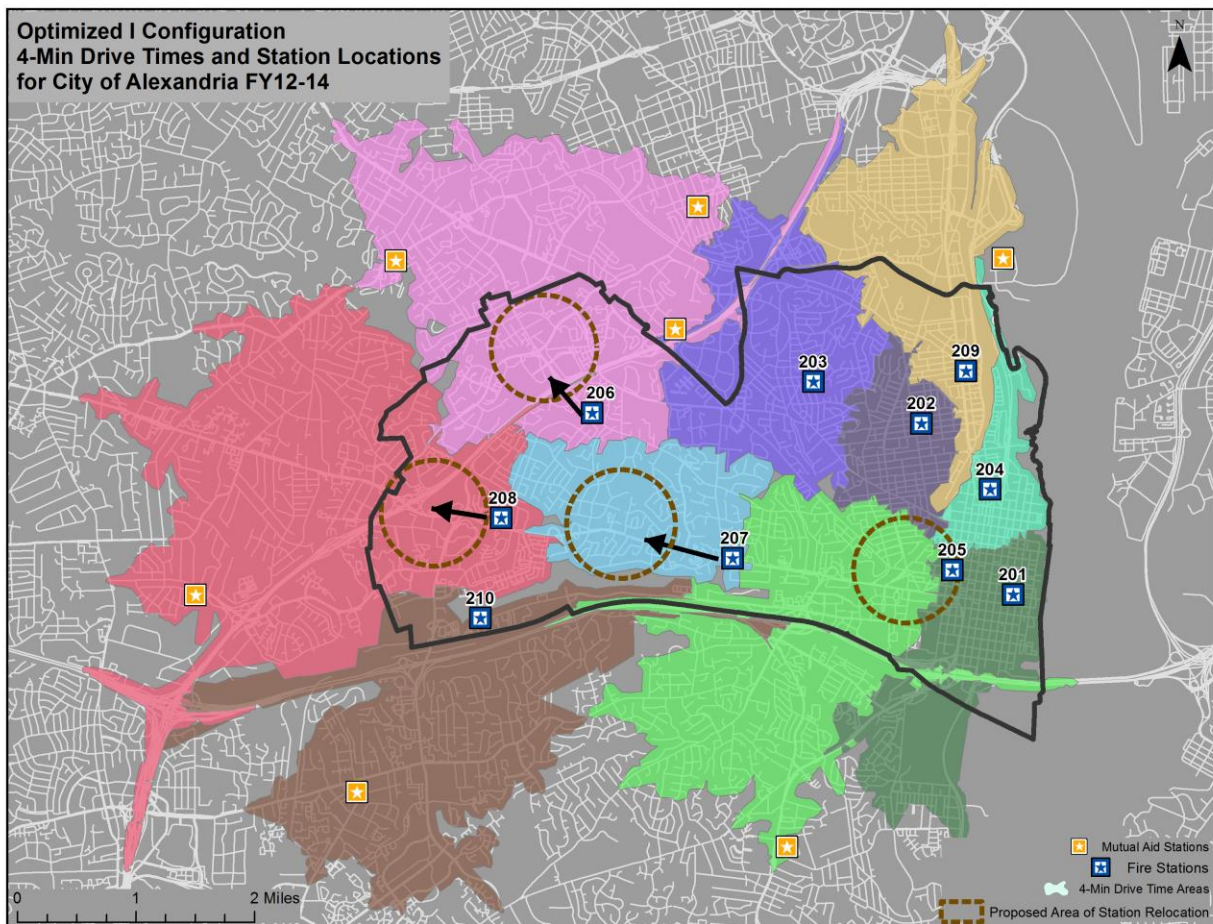 Optimized I Configuration
4-Min Drive Times and Station Locations
for City of Alexandria FY12-14
N
203
209
206
202
204
208
207
205
201
210
0 1 2 Miles
Mutual Aid Stations
Fire Stations
4-Min Drive Time Areas
Proposed Area of Station Relocation